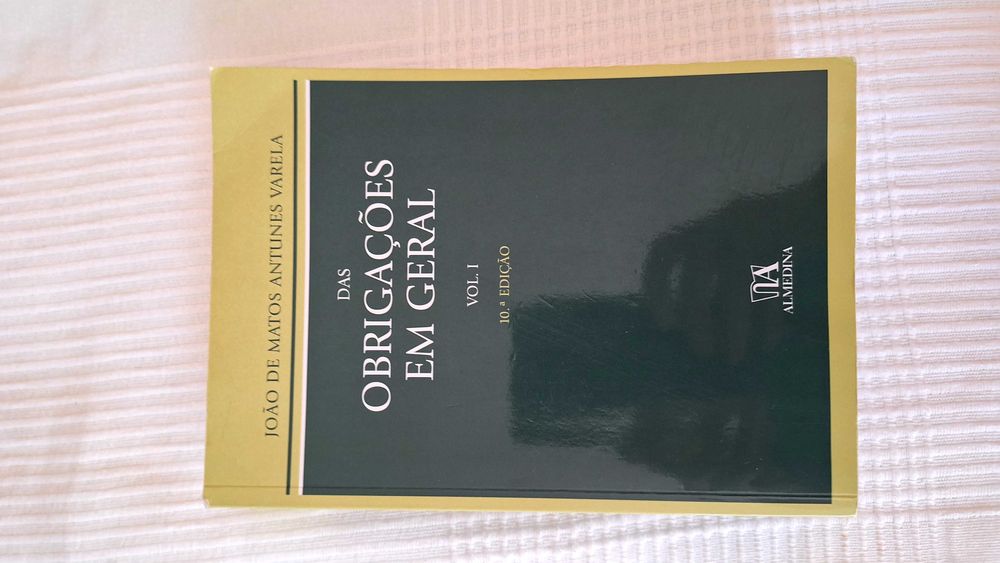 JOÃO DE MATOS ANTUNES VARELA
DAS
OBRIGAÇÕES
EM GERAL
VOL. I
10.ª EDIÇÃO
ALMEDINA